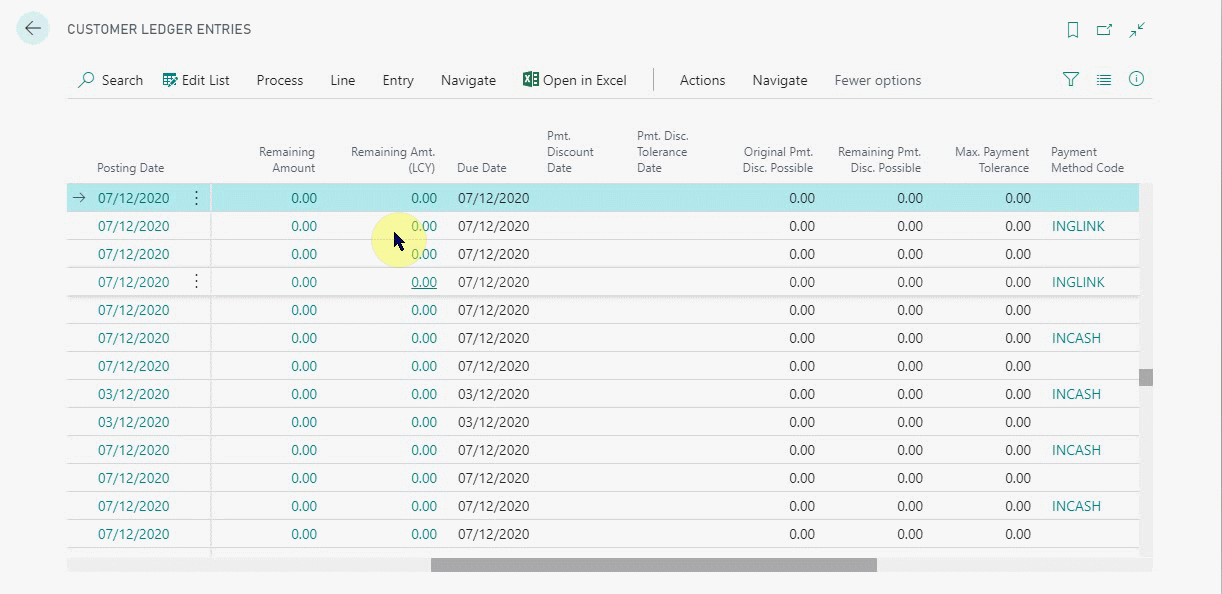 CUSTOMER LEDGER ENTRIES
Search Edit List Process Line Entry Navigate Open in Excel Actions Navigate Fewer options
Posting Date Remaining Amount Remaining Amt. (LCY) Due Date Pmt. Discount Date Pmt. Disc. Tolerance Date Original Pmt. Disc. Possible Remaining Pmt. Disc. Possible Max. Payment Tolerance Payment Method Code
07/12/2020 0.00 0.00 07/12/2020 0.00 0.00 0.00
07/12/2020 0.00 0.00 07/12/2020 0.00 0.00 0.00 INGLINK
07/12/2020 0.00 0.00 07/12/2020 0.00 0.00 0.00
07/12/2020 0.00 0.00 07/12/2020 0.00 0.00 0.00 INGLINK
07/12/2020 0.00 0.00 07/12/2020 0.00 0.00 0.00
07/12/2020 0.00 0.00 07/12/2020 0.00 0.00 0.00 INCASH
07/12/2020 0.00 0.00 07/12/2020 0.00 0.00 0.00
03/12/2020 0.00 0.00 03/12/2020 0.00 0.00 0.00 INCASH
03/12/2020 0.00 0.00 03/12/2020 0.00 0.00 0.00
07/12/2020 0.00 0.00 07/12/2020 0.00 0.00 0.00 INCASH
07/12/2020 0.00 0.00 07/12/2020 0.00 0.00 0.00
07/12/2020 0.00 0.00 07/12/2020 0.00 0.00 0.00 INCASH
07/12/2020 0.00 0.00 07/12/2020 0.00 0.00 0.00